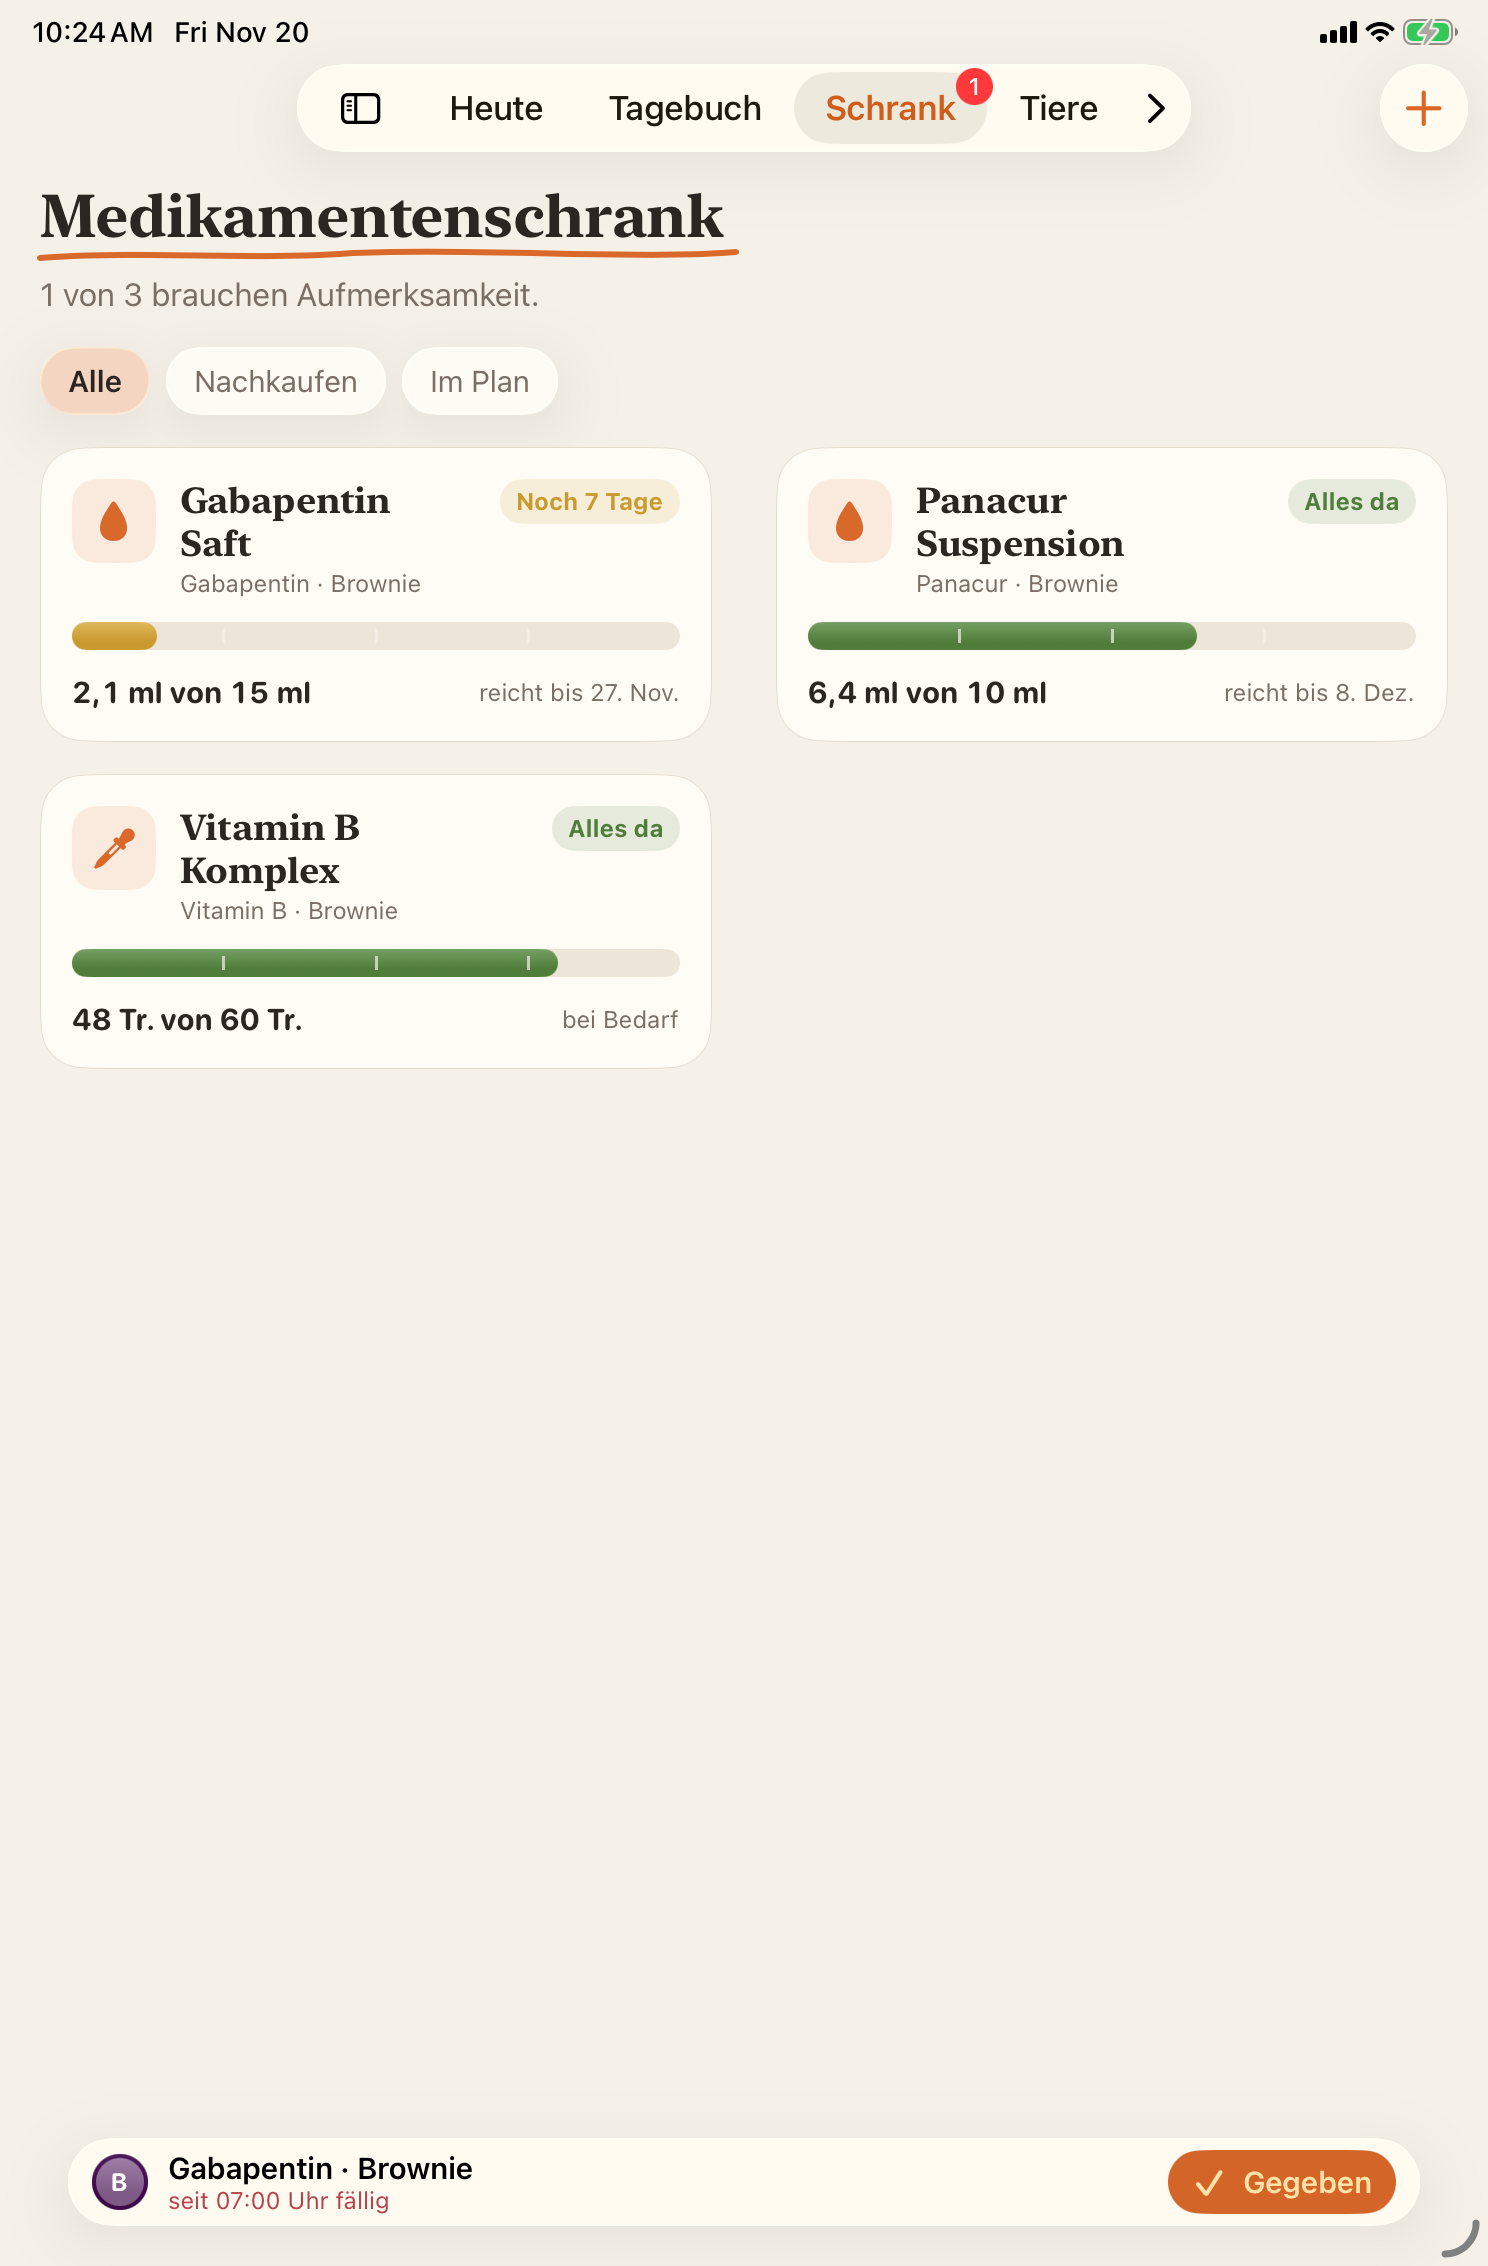 10:24 AM Fri Nov 20
Heute Tagebuch Schrank 1 Tiere
Medikamentenschrank
1 von 3 brauchen Aufmerksamkeit.
Alle Nachkaufen Im Plan
Gabapentin
Saft
Noch 7 Tage
Gabapentin · Brownie
2,1 ml von 15 ml reicht bis 27. Nov.
Panacur
Suspension
Alles da
Panacur · Brownie
6,4 ml von 10 ml reicht bis 8. Dez.
Vitamin B
Komplex
Alles da
Vitamin B · Brownie
48 Tr. von 60 Tr. bei Bedarf
B
Gabapentin · Brownie
seit 07:00 Uhr fällig
Gegeben